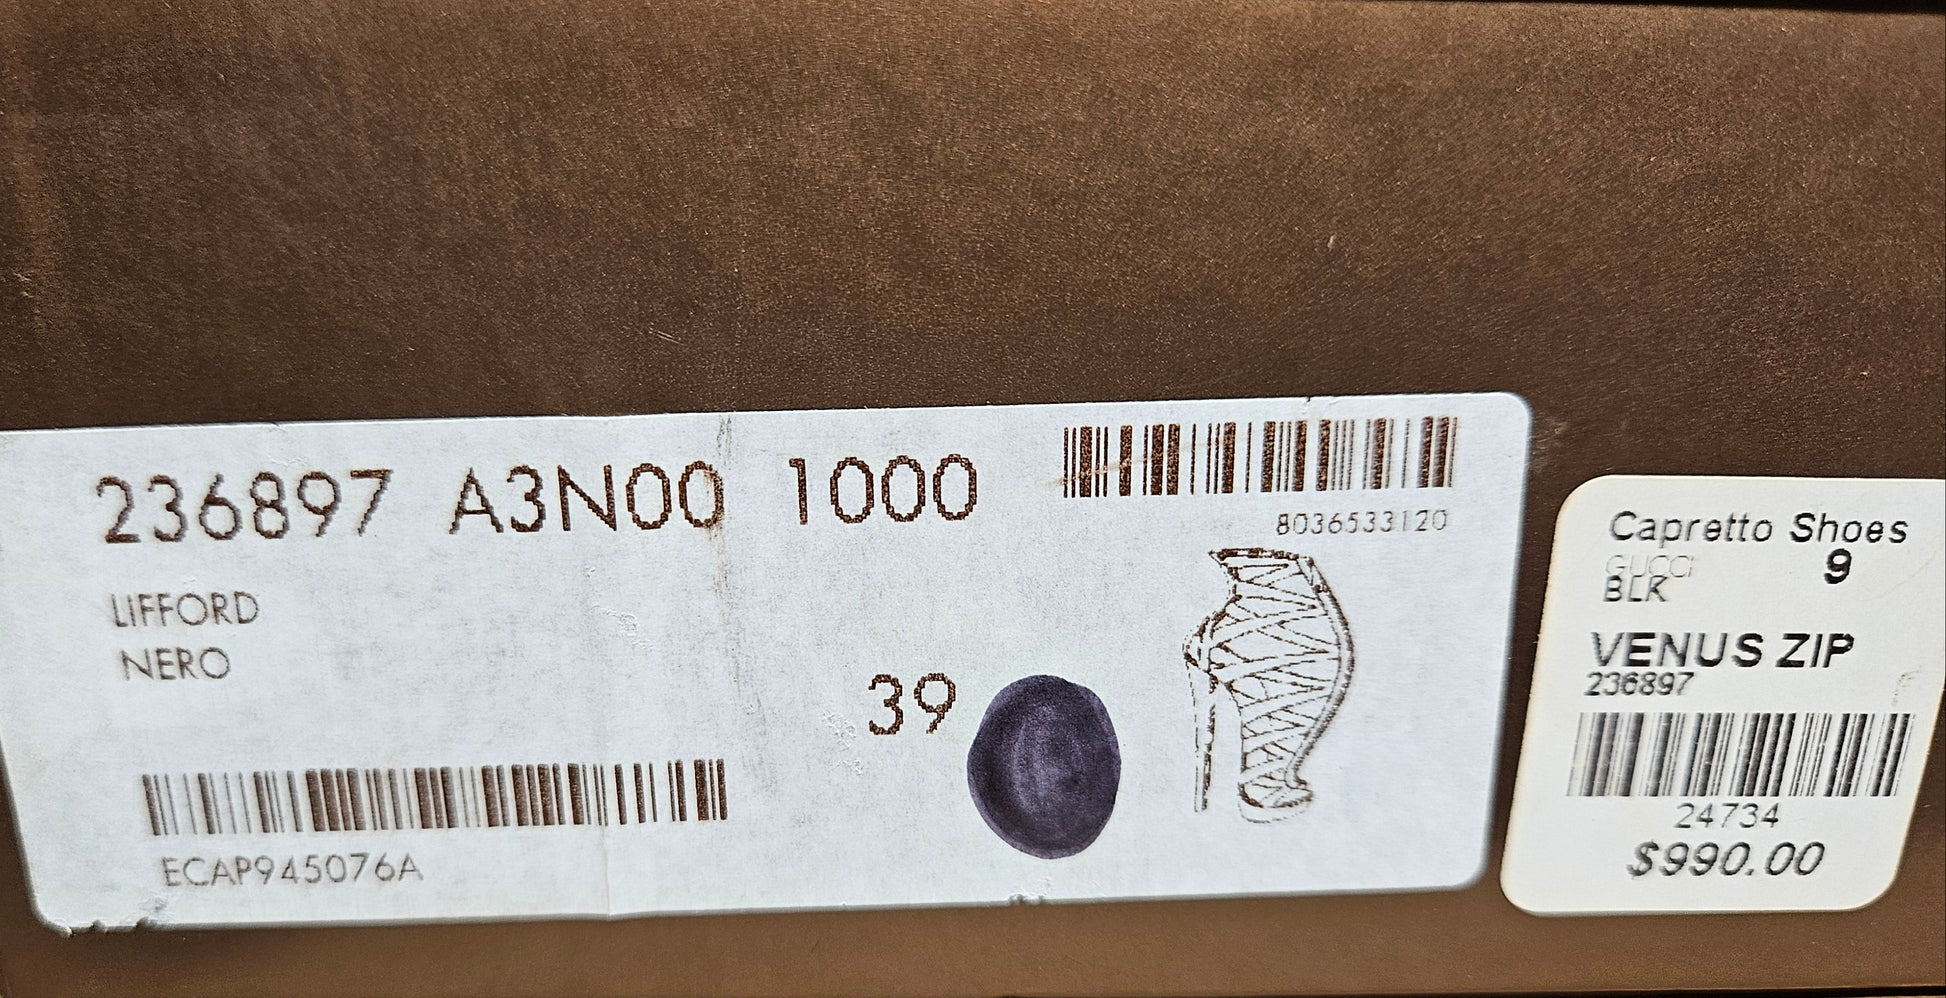 236897 A3N00 1000
8036533120
LIFFORD
NERO
39
ECAP945076A
Capretto Shoes
GUCCI
9
BLK
VENUS ZIP
236897
24734
$990.00